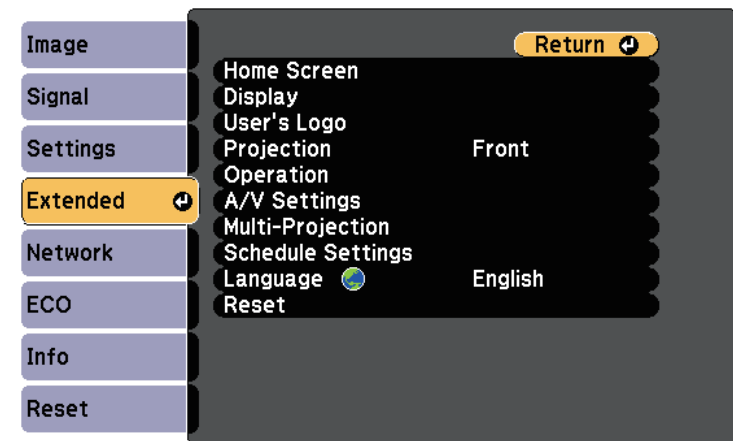 Image
Signal
Settings
Extended
Network
ECO
Info
Reset
Return
Home Screen
Display
User's Logo
Projection Front
Operation
A/V Settings
Multi-Projection
Schedule Settings
Language English
Reset